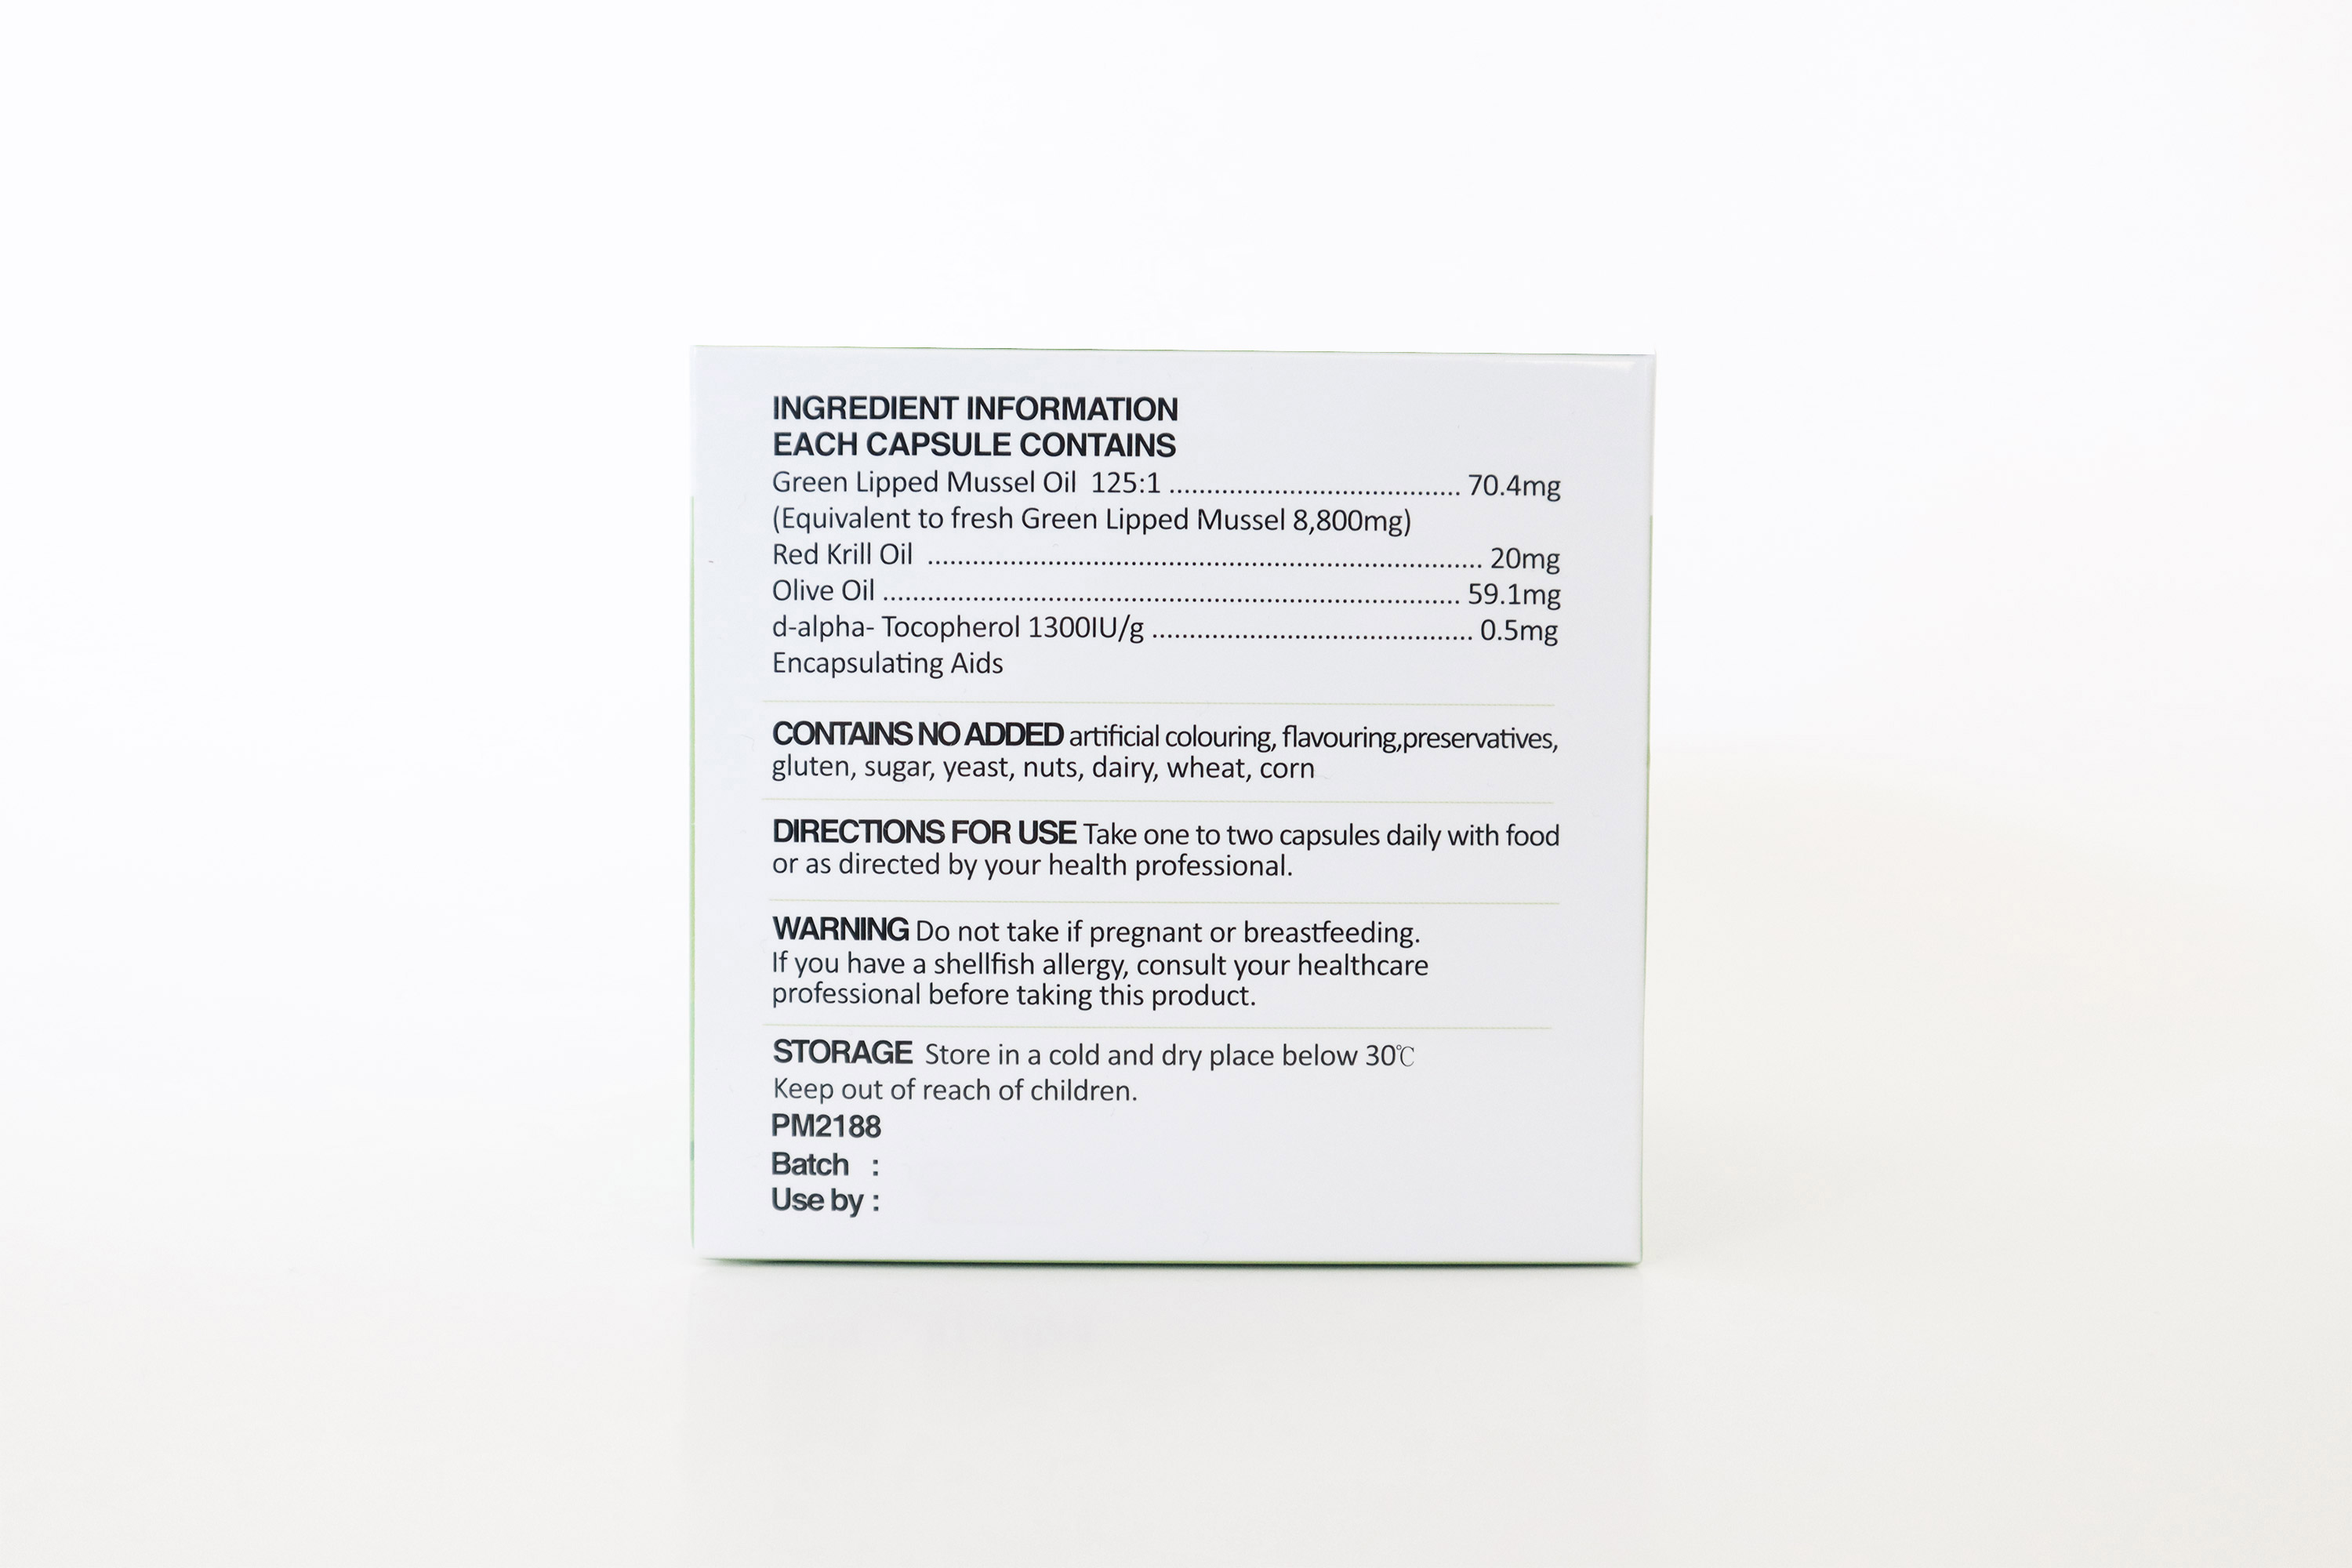 INGREDIENT INFORMATION
EACH CAPSULE CONTAINS
Green Lipped Mussel Oil 125:1 ........................................ 70.4mg
(Equivalent to fresh Green Lipped Mussel 8,800mg)
Red Krill Oil ............................................................................ 20mg
Olive Oil ............................................................................... 59.1mg
d-alpha- Tocopherol 1300IU/g ............................................ 0.5mg
Encapsulating Aids
CONTAINS NO ADDED artificial colouring, flavouring,preservatives,
gluten, sugar, yeast, nuts, dairy, wheat, corn
DIRECTIONS FOR USE Take one to two capsules daily with food
or as directed by your health professional.
WARNING Do not take if pregnant or breastfeeding.
If you have a shellfish allergy, consult your healthcare
professional before taking this product.
STORAGE Store in a cold and dry place below 30℃
Keep out of reach of children.
PM2188
Batch :
Use by :